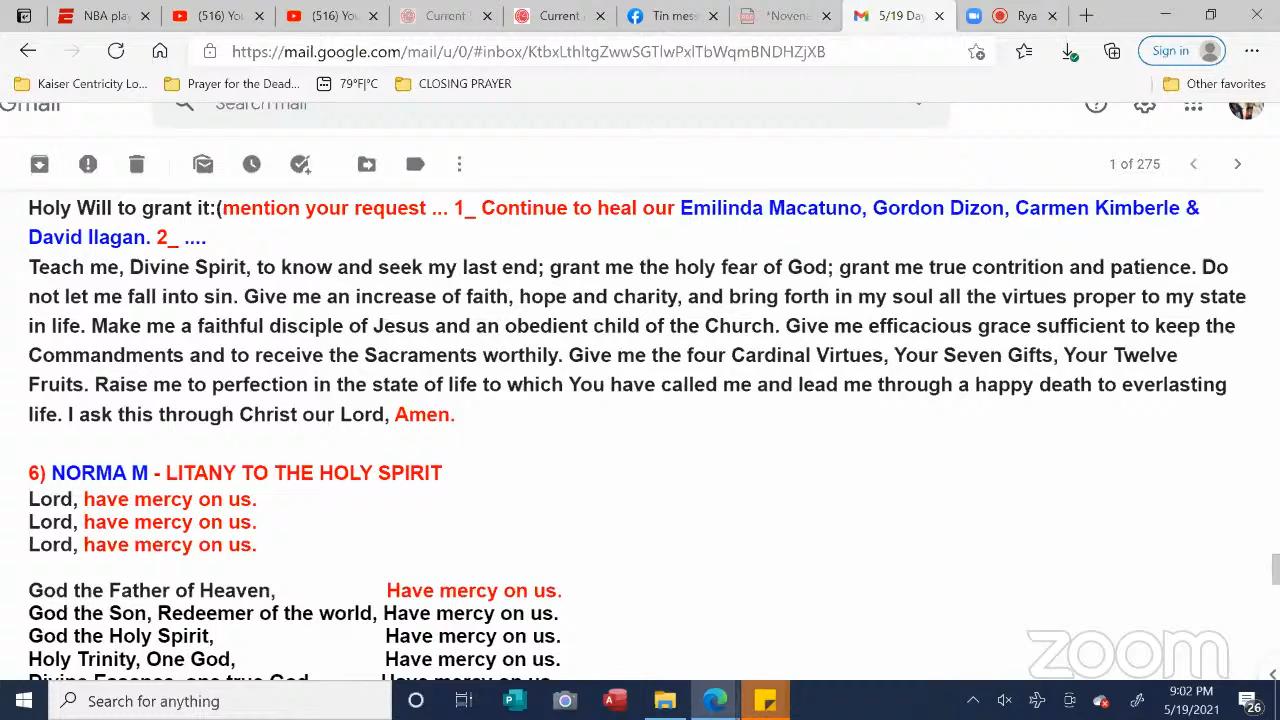 NBA
(516) Yo
(516) You
Current
Current
Tin mes
*Novena
5/19 Day
Rya
https://mail.google.com/mail/u/0/#inbox/KtbxLthltgZwwSGTlwPxlTbWqmBNDHZjXB
Sign in
Kaiser Centricity Lo...
Prayer for the Dead...
79°F|°C
CLOSING PRAYER
Other favorites
Gmail
Search mail
1 of 275
Holy Will to grant it:(mention your request ... 1_ Continue to heal our Emilinda Macatuno, Gordon Dizon, Carmen Kimberle &
David Ilagan. 2_ ....
Teach me, Divine Spirit, to know and seek my last end; grant me the holy fear of God; grant me true contrition and patience. Do
not let me fall into sin. Give me an increase of faith, hope and charity, and bring forth in my soul all the virtues proper to my state
in life. Make me a faithful disciple of Jesus and an obedient child of the Church. Give me efficacious grace sufficient to keep the
Commandments and to receive the Sacraments worthily. Give me the four Cardinal Virtues, Your Seven Gifts, Your Twelve
Fruits. Raise me to perfection in the state of life to which You have called me and lead me through a happy death to everlasting
life. I ask this through Christ our Lord, Amen.
6) NORMA M - LITANY TO THE HOLY SPIRIT
Lord, have mercy on us.
Lord, have mercy on us.
Lord, have mercy on us.
God the Father of Heaven, Have mercy on us.
God the Son, Redeemer of the world, Have mercy on us.
God the Holy Spirit, Have mercy on us.
Holy Trinity, One God, Have mercy on us.
Divine Essence, one true God Have mercy on us.
zoom
Search for anything
9:02 PM
5/19/2021
26